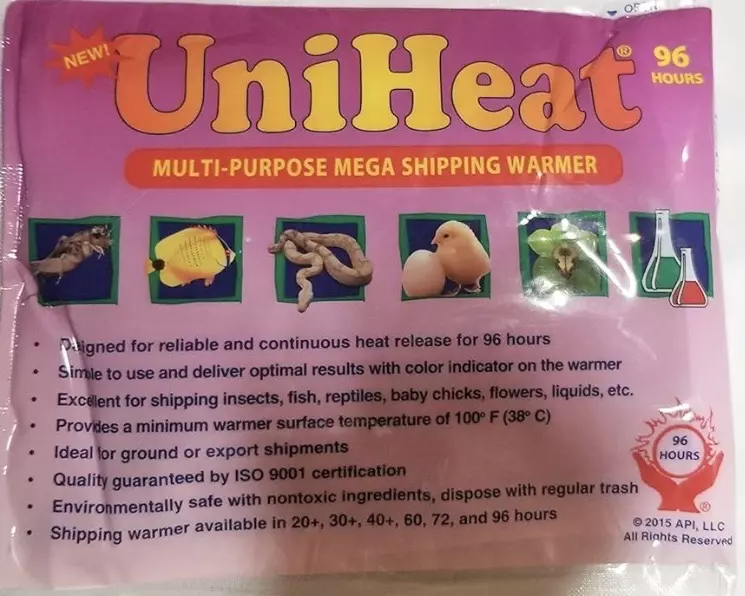 NEW!
UniHeat®
96
HOURS
MULTI-PURPOSE MEGA SHIPPING WARMER
• for reliable and continuous heat release for 96 hours
• to use and deliver optimal results with color indicator on the warmer
• Excellent for shipping insects, fish, reptiles, baby chicks, flowers, liquids, etc.
• Provides a minimum warmer surface temperature of 100º F (38º C)
• Ideal for ground or export shipments
• Quality guaranteed by ISO 9001 certification
• Environmentally safe with nontoxic ingredients, dispose with regular trash
• Shipping warmer available in 20+, 30+, 40+, 60, 72, and 96 hours
96
HOURS
®
© 2015 API, LLC
All Rights Reserved